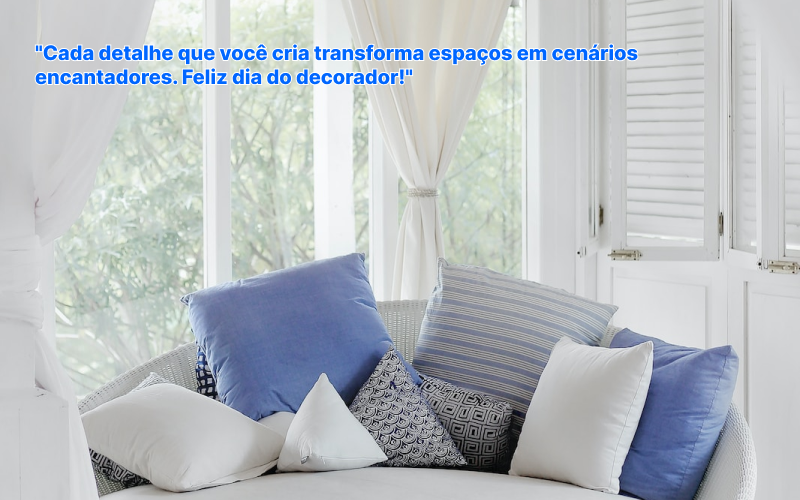 "Cada detalhe que você cria transforma espaços em cenários
encantadores. Feliz dia do decorador!"